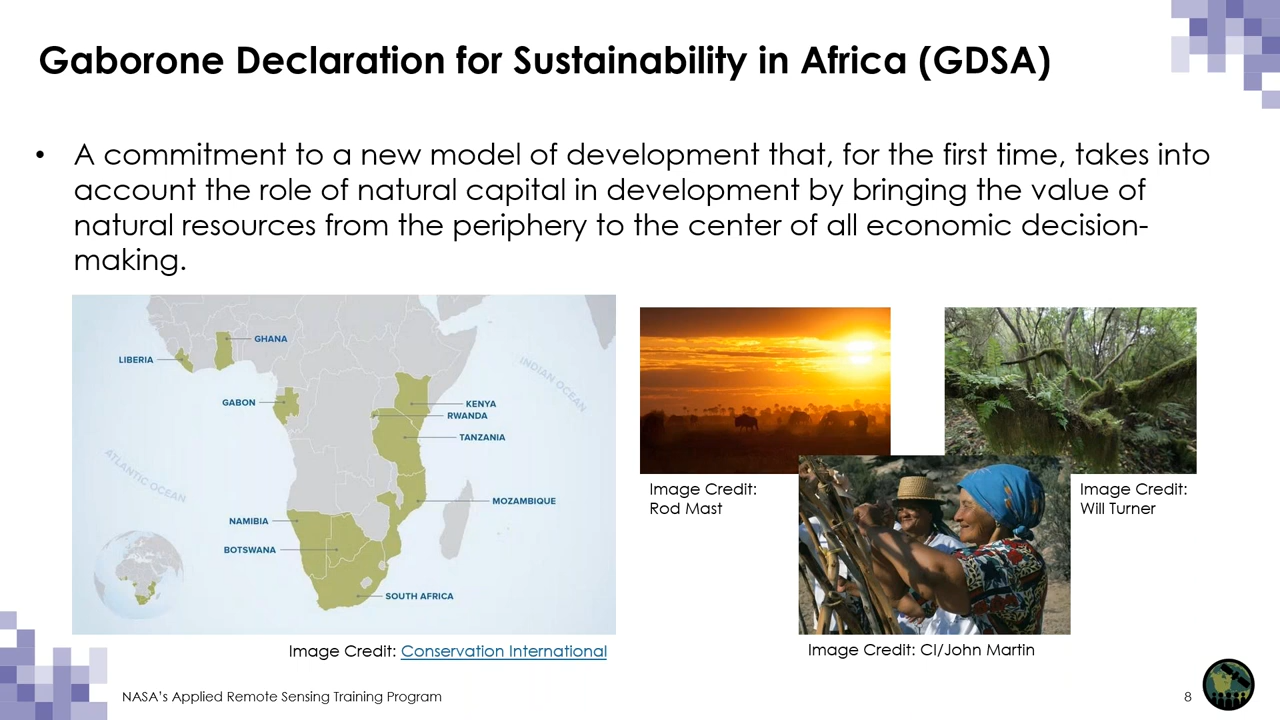 Gaborone Declaration for Sustainability in Africa (GDSA)
• A commitment to a new model of development that, for the first time, takes into
account the role of natural capital in development by bringing the value of
natural resources from the periphery to the center of all economic decision-
making.
GHANA
LIBERIA
INDIAN OCEAN
GABON
KENYA
RWANDA
TANZANIA
ATLANTIC OCEAN
MOZAMBIQUE
NAMIBIA
BOTSWANA
SOUTH AFRICA
Image Credit: Conservation International
Image Credit:
Rod Mast
Image Credit:
Will Turner
Image Credit: CI/John Martin
NASA's Applied Remote Sensing Training Program
8